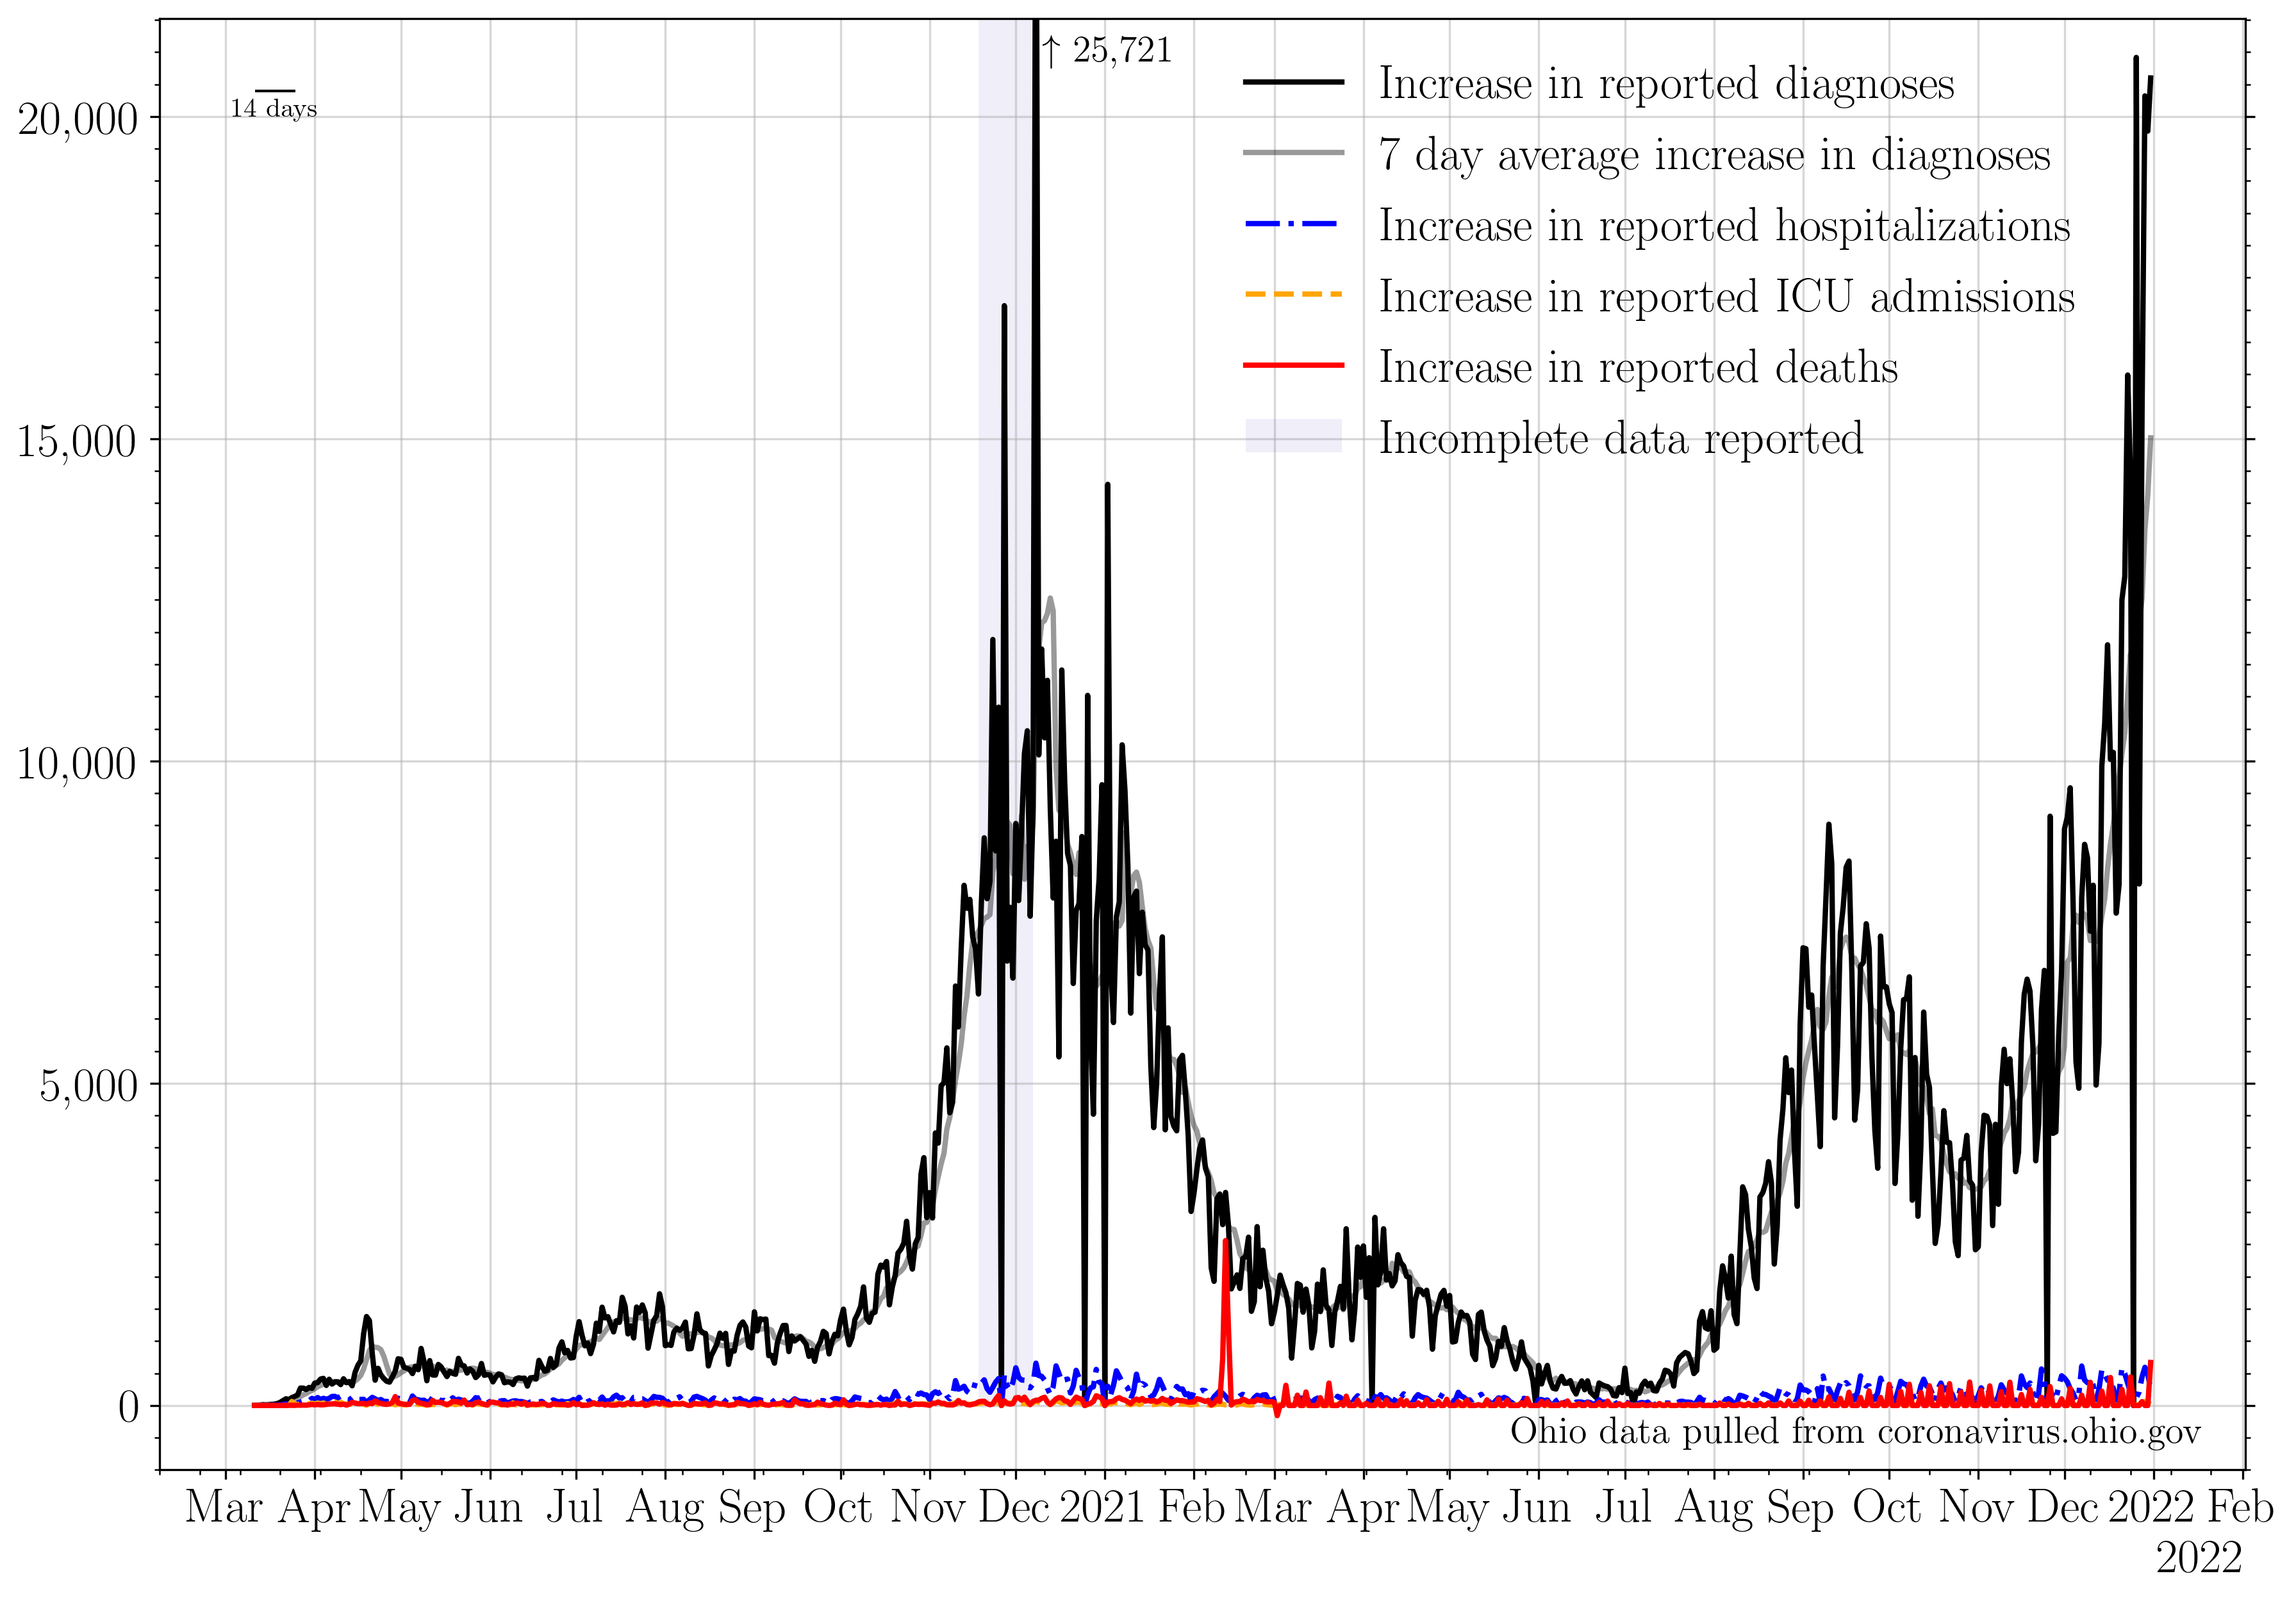 ↑ 25,721
14 days
Increase in reported diagnoses
7 day average increase in diagnoses
Increase in reported hospitalizations
Increase in reported ICU admissions
Increase in reported deaths
Incomplete data reported
20,000
15,000
10,000
5,000
0
Ohio data pulled from coronavirus.ohio.gov
Mar Apr May Jun Jul Aug Sep Oct Nov Dec 2021 Feb Mar Apr May Jun Jul Aug Sep Oct Nov Dec 2022 Feb
2022